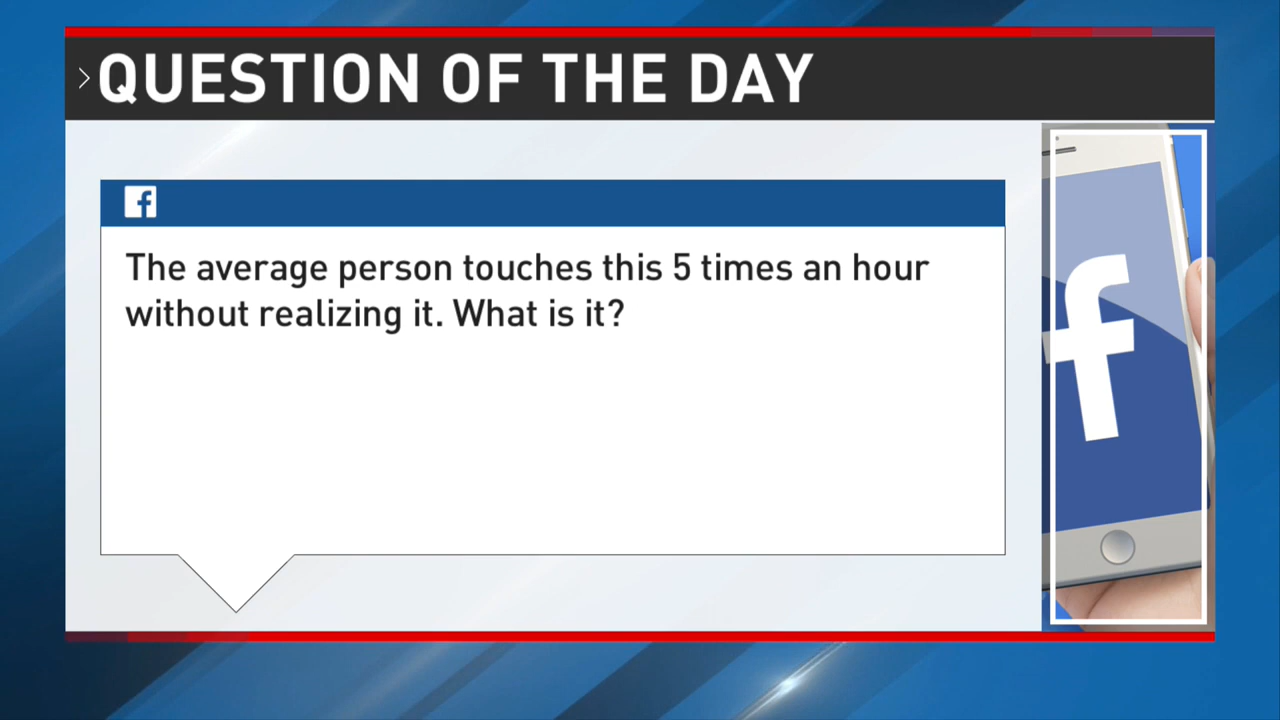 QUESTION OF THE DAY
The average person touches this 5 times an hour
without realizing it. What is it?